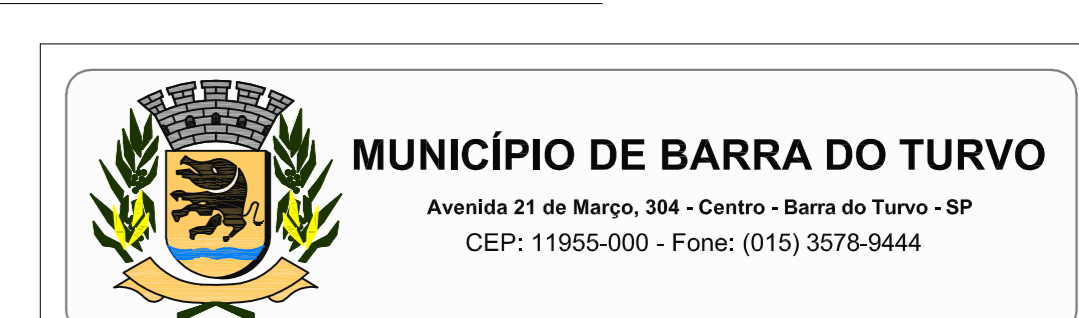 MUNICÍPIO DE BARRA DO TURVO
Avenida 21 de Março, 304 - Centro - Barra do Turvo - SP
CEP: 11955-000 - Fone: (015) 3578-9444